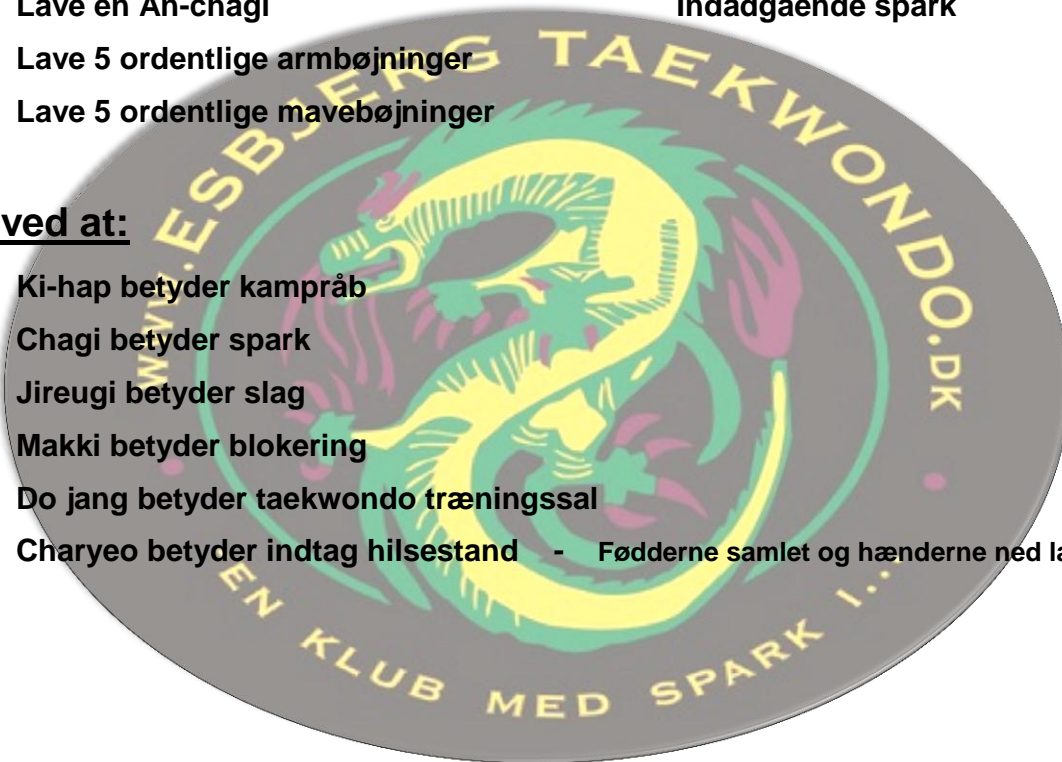 Lave en An-chagi Indadgående spark
Lave 5 ordentlige armbøjninger
Lave 5 ordentlige mavebøjninger
ved at:
Ki-hap betyder kampråb
Chagi betyder spark
Jireugi betyder slag
Makki betyder blokering
Do jang betyder taekwondo træningssal
Charyeo betyder indtag hilsestand - Fødderne samlet og hænderne ned
WWW.ESBJERG TAEKWONDO.DK
EN KLUB MED SPARK I...